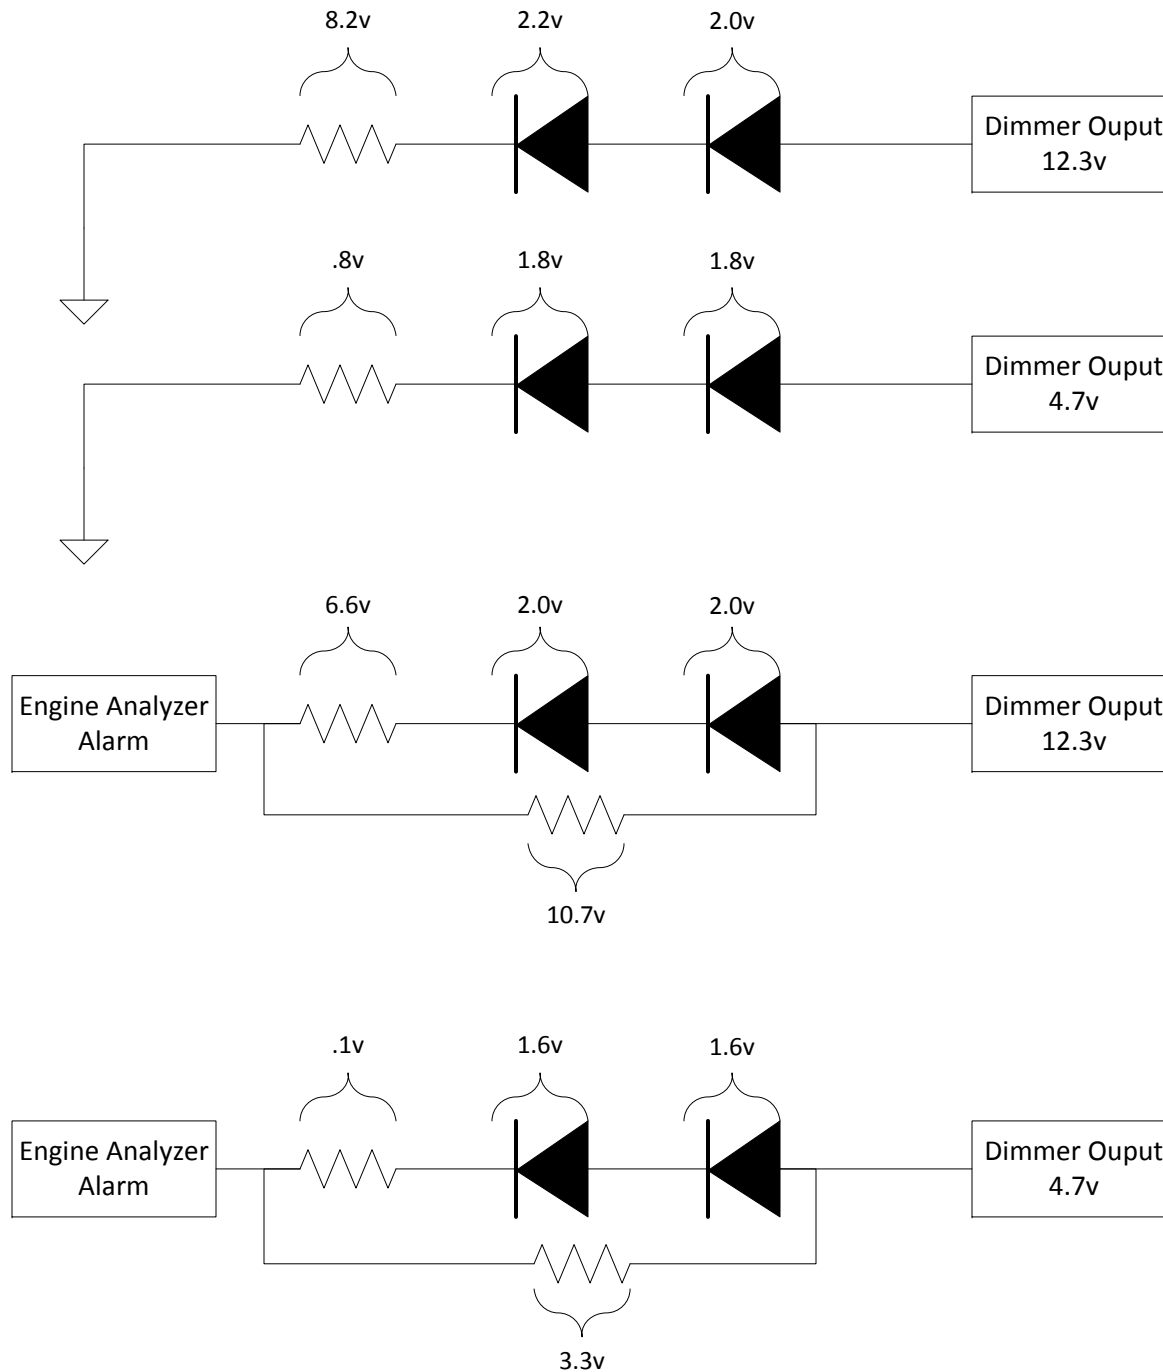 8.2v 2.2v 2.0v
Dimmer Ouput
12.3v
.8v 1.8v 1.8v
Dimmer Ouput
4.7v
6.6v 2.0v 2.0v
Engine Analyzer
Alarm
Dimmer Ouput
12.3v
10.7v
.1v 1.6v 1.6v
Engine Analyzer
Alarm
Dimmer Ouput
4.7v
3.3v